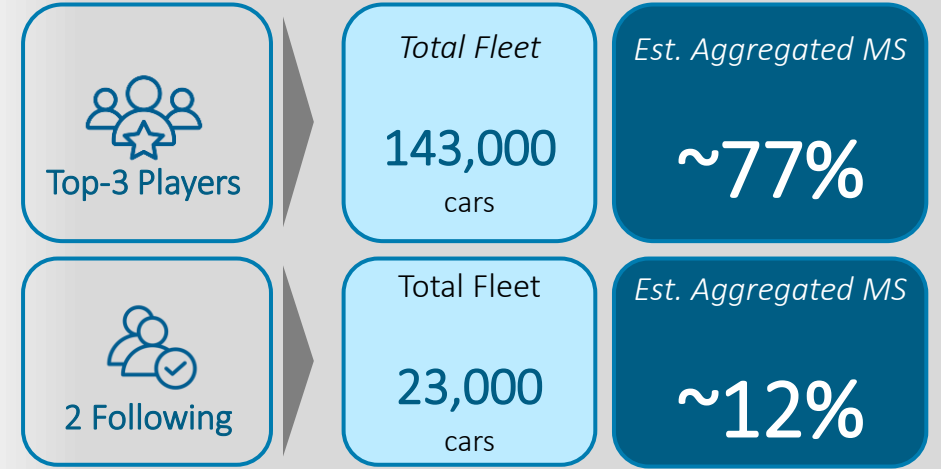 Top-3 Players
Total Fleet
143,000
cars
Est. Aggregated MS
~77%
2 Following
Total Fleet
23,000
cars
Est. Aggregated MS
~12%